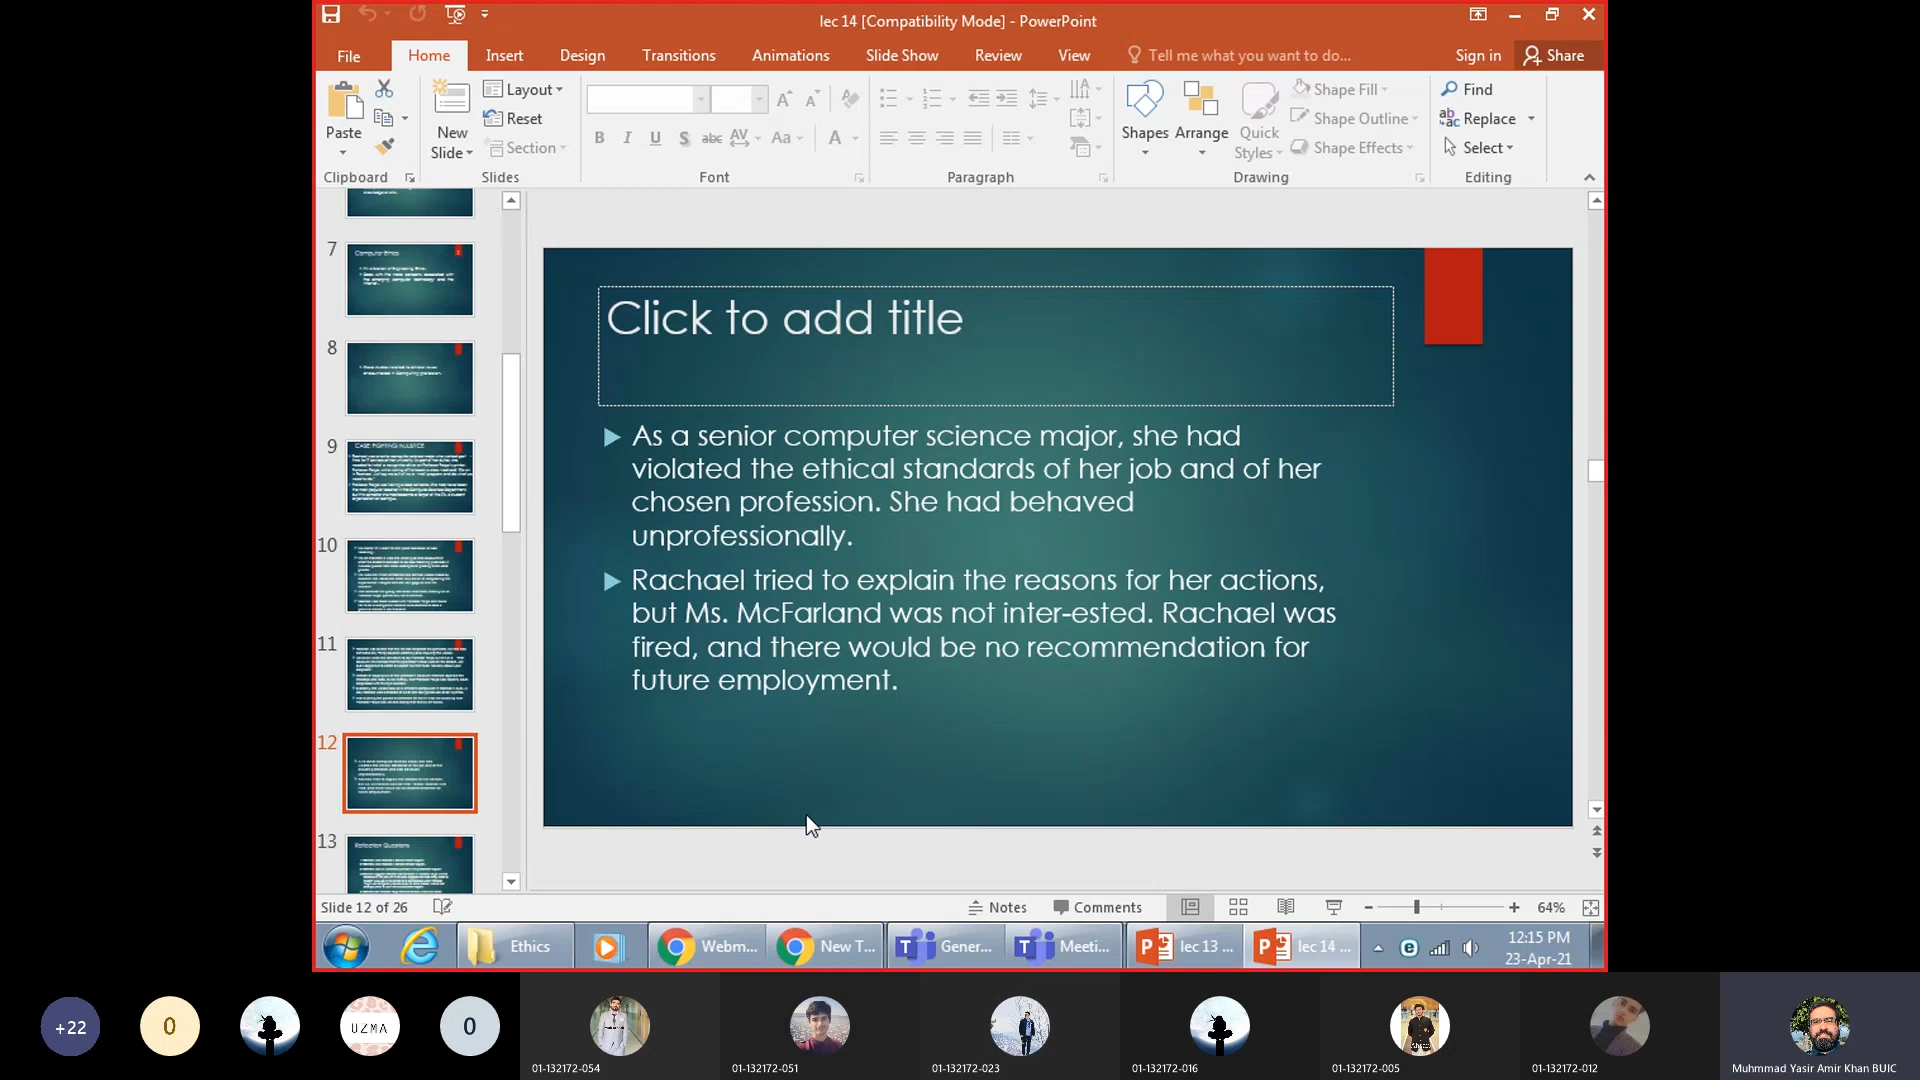 lec 14 [Compatibility Mode] - PowerPoint
File Home Insert Design Transitions Animations Slide Show Review View Tell me what you want to do... Sign in Share
Paste
Clipboard
New Slide
Layout
Reset
Section
Slides
B I U S abc AV Aa A
Font
Paragraph
Shapes Arrange Quick Styles
Shape Fill
Shape Outline
Shape Effects
Drawing
Find
Replace
Select
Editing
7
Computer Ethics
8
9
10
11
12
13
Reflection Questions
Click to add title
As a senior computer science major, she had
violated the ethical standards of her job and of her
chosen profession. She had behaved
unprofessionally.
Rachael tried to explain the reasons for her actions,
but Ms. McFarland was not inter-ested. Rachael was
fired, and there would be no recommendation for
future employment.
Slide 12 of 26 Notes Comments 64%
Ethics Webm... New T... Gener... Meeti... lec 13 ... lec 14 ...
12:15 PM
23-Apr-21
+22 0 UZMA 0
01-132172-054 01-132172-051 01-132172-023 01-132172-016 01-132172-005 01-132172-012 Muhmmad Yasir Amir Khan BUIC